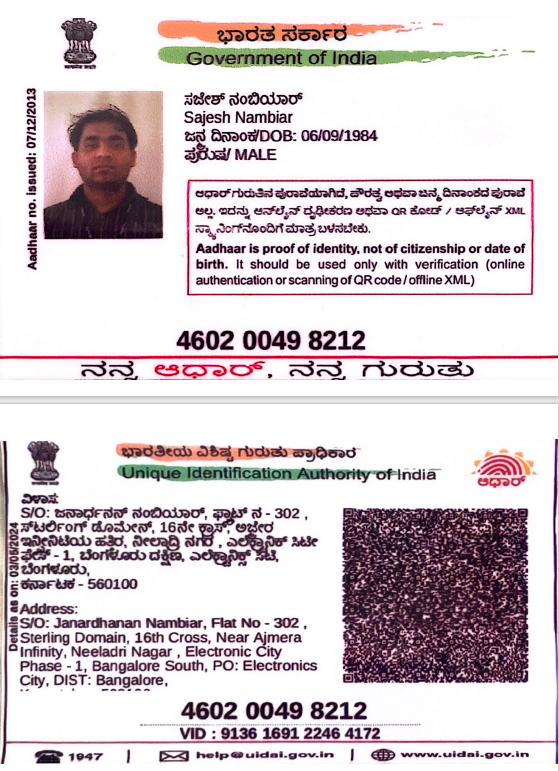 ಭಾರತ ಸರ್ಕಾರ
Government of India
Aadhaar no. issued: 07/12/2013
ಸಜೇಶ್ ನಂಬಿಯಾರ್
Sajesh Nambiar
ಜನ್ಮ ದಿನಾಂಕ/DOB: 06/09/1984
ಪುರುಷ/ MALE
ಆಧಾರ್ ಗುರುತಿನ ಪುರಾವೆಯಾಗಿದೆ, ಪೌರತ್ವ ಅಥವಾ ಜನ್ಮ ದಿನಾಂಕದ ಪುರಾವೆ
ಅಲ್ಲ. ಇದನ್ನು ಆನ್‌ಲೈನ್ ದೃಢೀಕರಣ ಅಥವಾ QR ಕೋಡ್ / ಆಫ್‌ಲೈನ್ XML
ಸ್ಕ್ಯಾನಿಂಗ್‌ನೊಂದಿಗೆ ಮಾತ್ರ ಬಳಸಬೇಕು.
Aadhaar is proof of identity, not of citizenship or date of
birth. It should be used only with verification (online
authentication or scanning of QR code / offline XML)
4602 0049 8212
ನನ್ನ ಆಧಾರ್, ನನ್ನ ಗುರುತು
ಭಾರತೀಯ ವಿಶಿಷ್ಟ ಗುರುತು ಪ್ರಾಧಿಕಾರ
Unique Identification Authority of India
ಆಧಾರ್
Details as on: 03/06/2024
ವಿಳಾಸ:
S/O: ಜನಾರ್ಧನನ್ ನಂಬಿಯಾರ್, ಫ್ಲಾಟ್ ನ - 302 ,
ಸ್ಟರ್ಲಿಂಗ್ ಡೊಮೇನ್, 16ನೇ ಕ್ರಾಸ್, ಅಜ್ಮೇರ
ಇನ್ಫಿನಿಟಿಯ ಹತ್ತಿರ, ನೀಲಾದ್ರಿ ನಗರ , ಎಲೆಕ್ಟ್ರಾನಿಕ್ ಸಿಟೀ
ಫೇಸ್ - 1, ಬೆಂಗಳೂರು ದಕ್ಷಿಣ, ಎಲೆಕ್ಟ್ರಾನಿಕ್ಸ್ ಸಿಟಿ,
ಬೆಂಗಳೂರು,
ಕರ್ನಾಟಕ - 560100
Address:
S/O: Janardhanan Nambiar, Flat No - 302 ,
Sterling Domain, 16th Cross, Near Ajmera
Infinity, Neeladri Nagar , Electronic City
Phase - 1, Bangalore South, PO: Electronics
City, DIST: Bangalore,
4602 0049 8212
VID : 9136 1691 2246 4172
1947 | help@uidai.gov.in | www.uidai.gov.in